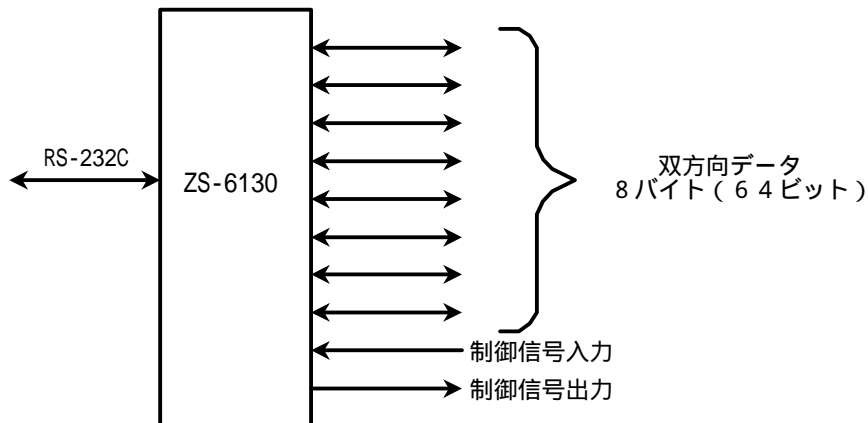 RS-232C
ZS-6130
双方向データ
8バイト(64ビット)
制御信号入力
制御信号出力